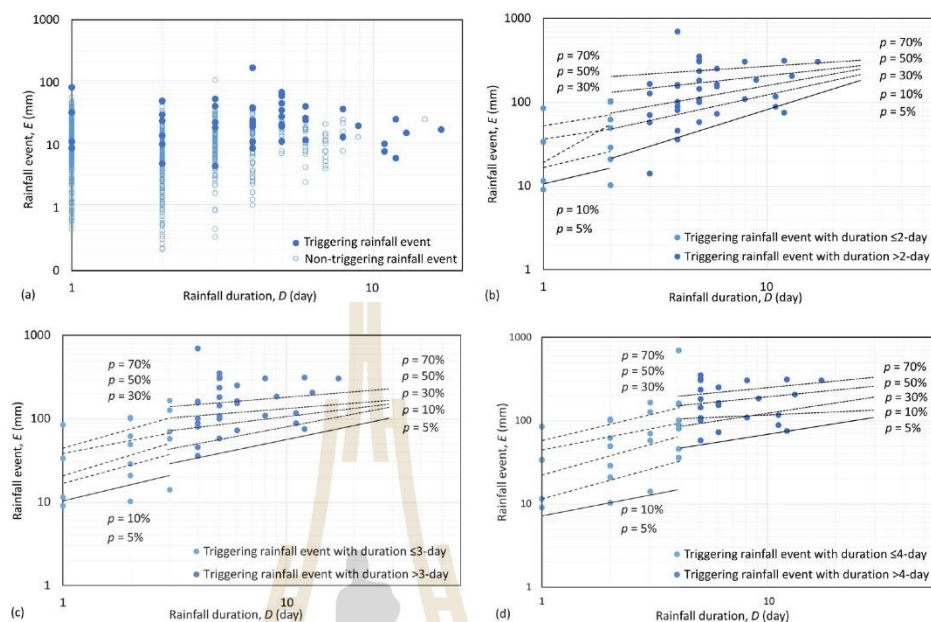 1000
100
10
1
0
Rainfall event, E (mm)
1
10
Rainfall duration, D (day)
Triggering rainfall event
Non-triggering rainfall event
(a)
1000
100
10
1
Rainfall event, E (mm)
p = 70%
p = 50%
p = 30%
p = 70%
p = 50%
p = 30%
p = 10%
p = 5%
p = 10%
p = 5%
Triggering rainfall event with duration ≤2-day
Triggering rainfall event with duration >2-day
1
10
Rainfall duration, D (day)
(b)
1000
100
10
1
Rainfall event, E (mm)
p = 70%
p = 50%
p = 30%
p = 70%
p = 50%
p = 30%
p = 10%
p = 5%
p = 10%
p = 5%
Triggering rainfall event with duration ≤3-day
Triggering rainfall event with duration >3-day
1
10
Rainfall duration, D (day)
(c)
1000
100
10
1
Rainfall event, E (mm)
p = 70%
p = 50%
p = 30%
p = 70%
p = 50%
p = 30%
p = 10%
p = 5%
p = 10%
p = 5%
Triggering rainfall event with duration ≤4-day
Triggering rainfall event with duration >4-day
1
10
Rainfall duration, D (day)
(d)